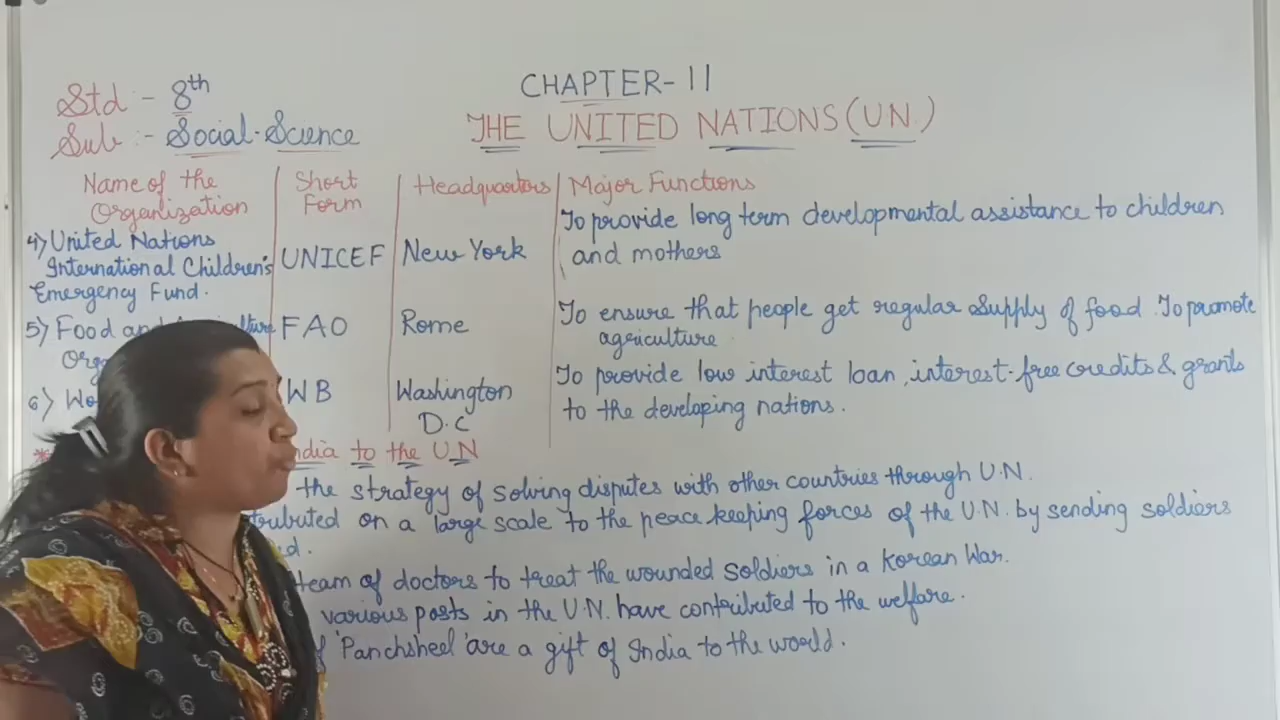 Std :- 8th
Sub :- Social-Science
CHAPTER-11
THE UNITED NATIONS (U.N.)
Name of the Organization | Short Form | Headquarters | Major Functions
4) United Nations
International Children's
Emergency Fund.
UNICEF
New York
To provide long term developmental assistance to children
and mothers
5) Food and
FAO
Rome
To ensure that people get regular supply of food. To promote
agriculture
6)
WB
Washington
D.C
To provide low interest loan, interest-free credits & grants
to the developing nations.
* India to the U.N
the strategy of solving disputes with other countries through U.N.
on a large scale to the peace keeping forces of the U.N. by sending soldiers
team of doctors to treat the wounded soldiers in a Korean War.
various posts in the U.N. have contributed to the welfare.
'Panchsheel' are a gift of India to the world.